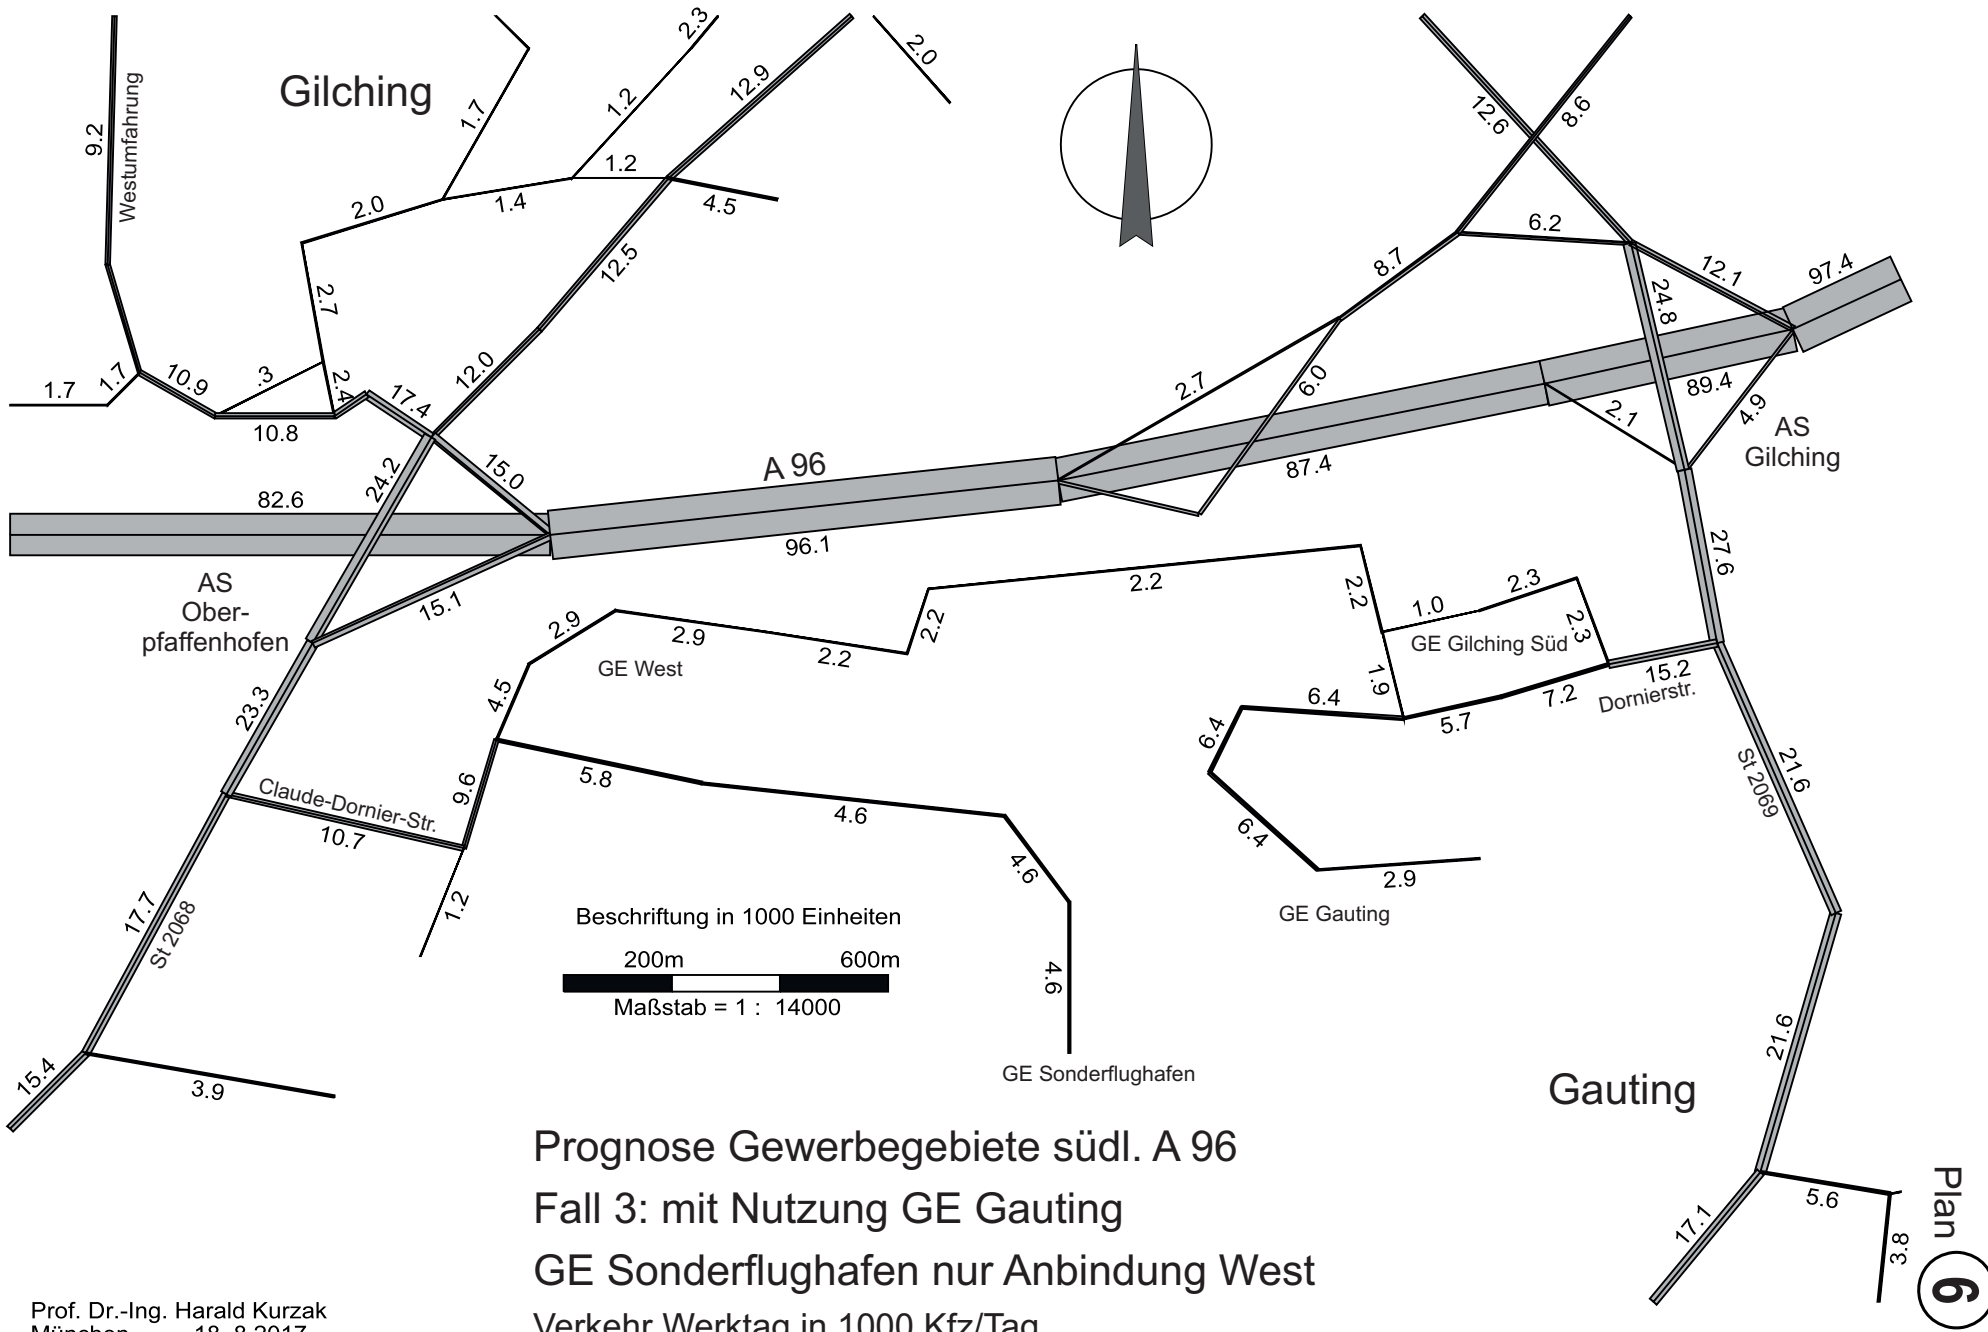 Gilching
9.2
Westumfahrung
1.7
1.2
2.3
12.9
2.0
12.6
8.6
2.0
1.4
1.2
4.5
12.5
2.7
.3
2.4
1.7
1.7
10.9
10.8
17.4
12.0
24.2
15.0
82.6
A 96
96.1
87.4
2.7
6.0
8.7
6.2
24.8
12.1
97.4
89.4
2.1
4.9
AS
Gilching
27.6
AS
Ober-
pfaffenhofen
15.1
23.3
2.9
2.9
2.2
2.2
2.2
2.2
GE West
4.5
9.6
Claude-Dornier-Str.
10.7
1.2
5.8
4.6
4.6
4.6
GE Sonderflughafen
1.0
2.3
2.3
GE Gilching Süd
1.9
6.4
5.7
7.2
15.2
Dornierstr.
6.4
6.4
2.9
GE Gauting
21.6
St 2069
21.6
17.7
St 2068
15.4
3.9
Beschriftung in 1000 Einheiten
200m 600m
Maßstab = 1 : 14000
Gauting
5.6
3.8
17.1
Prognose Gewerbegebiete südl. A 96
Fall 3: mit Nutzung GE Gauting
GE Sonderflughafen nur Anbindung West
Verkehr Werktag in 1000 Kfz/Tag
Prof. Dr.-Ing. Harald Kurzak
München 18. 8.2017
Plan 6